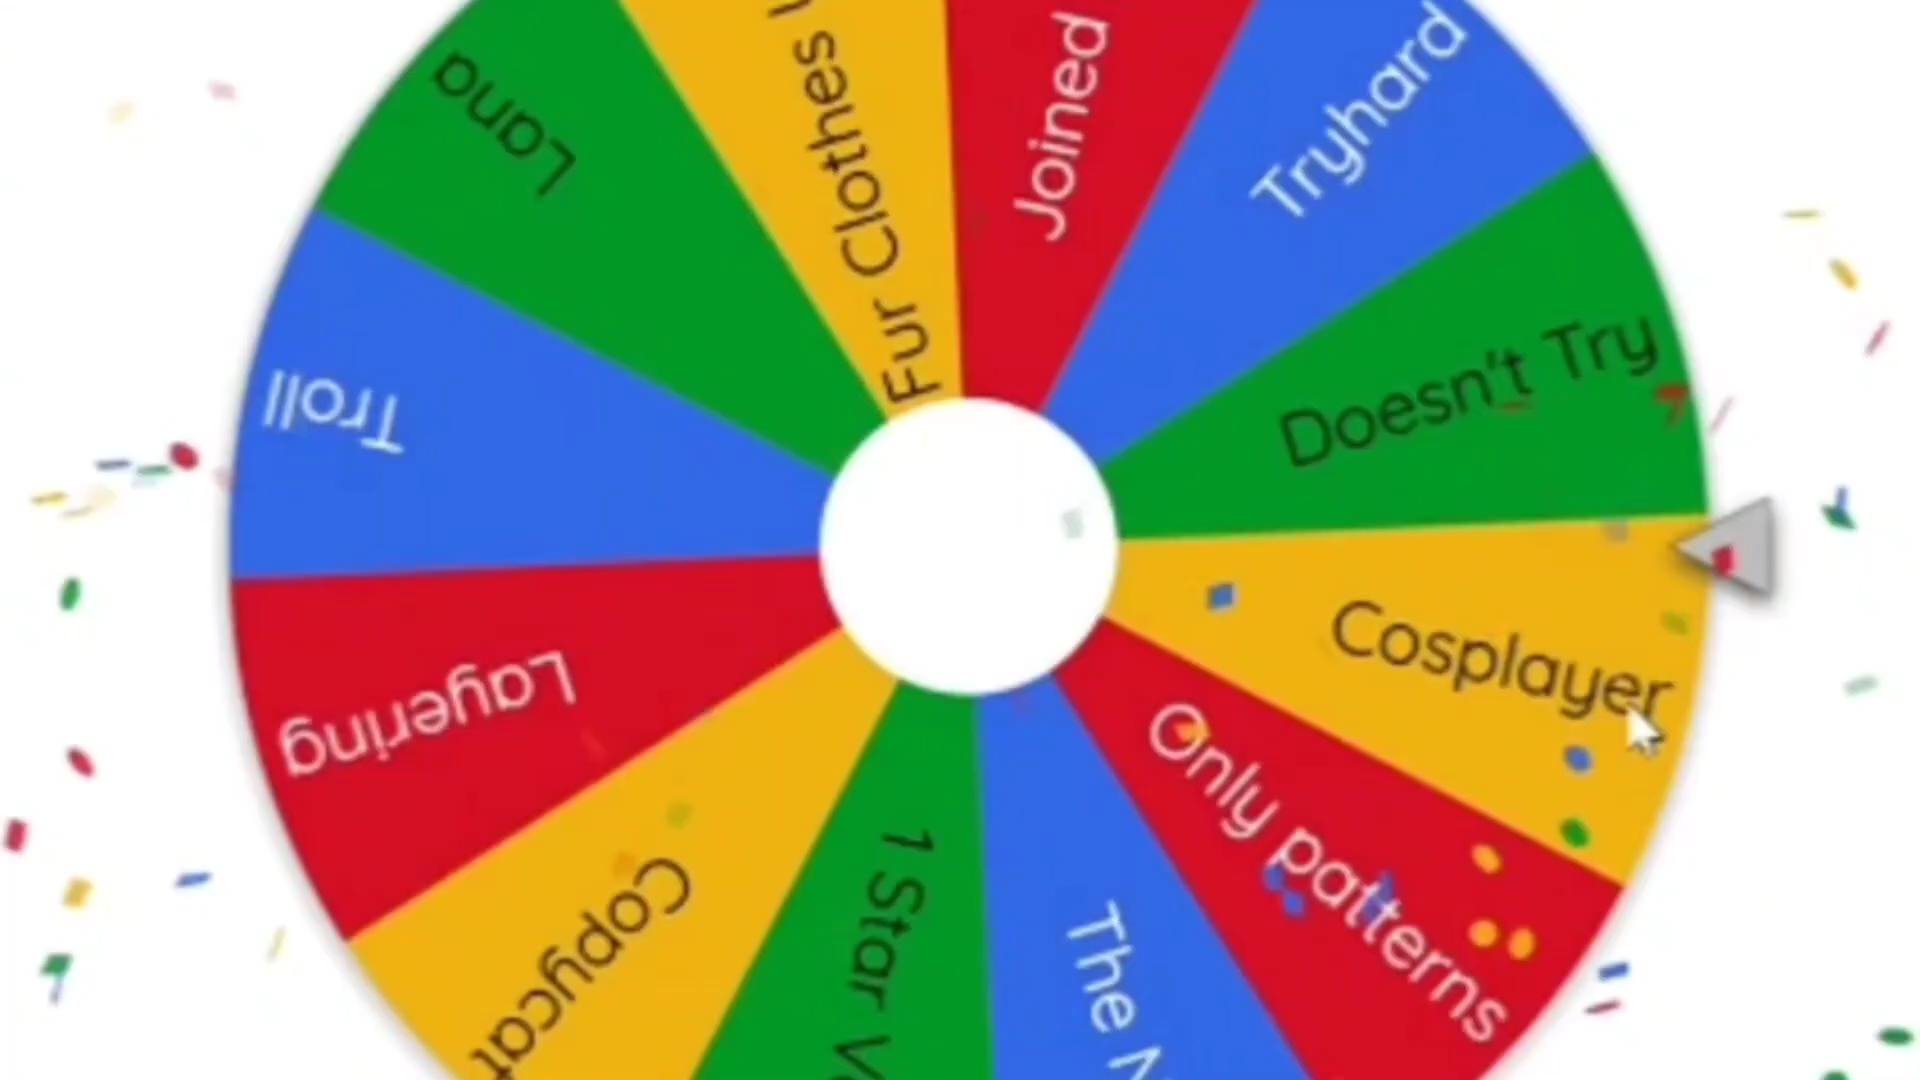 Lana
Fur Clothes
Joined
Tryhard
Doesn't Try
Troll
Cosplayer
Layering
Only patterns
Copycat
1 Star
The